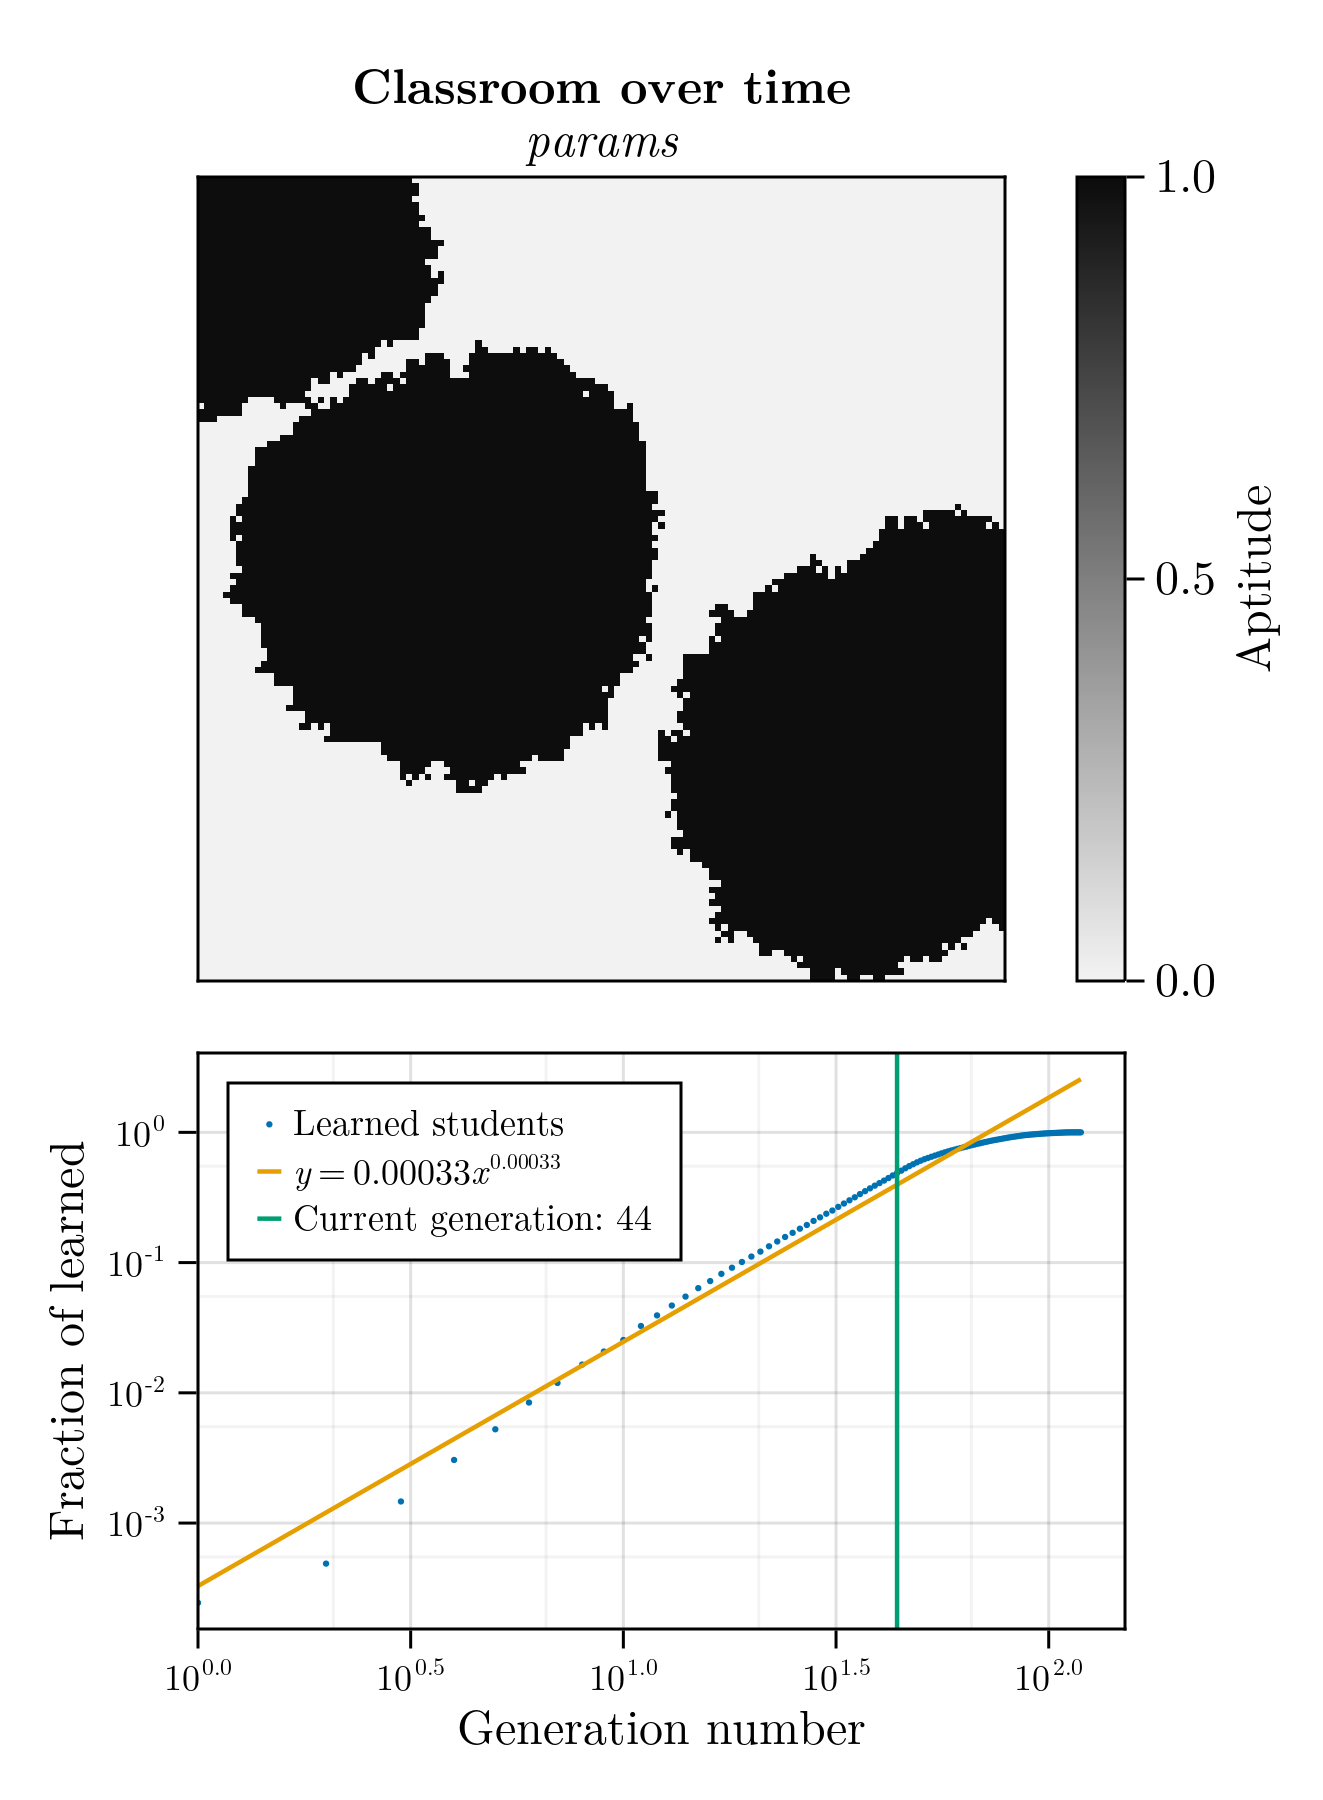 Classroom over time
params
1.0
0.5
0.0
Aptitude
Learned students
y = 0.00033x^0.00033
Current generation: 44
10^0
10^-1
10^-2
10^-3
Fraction of learned
10^0.0 10^0.5 10^1.0 10^1.5 10^2.0
Generation number